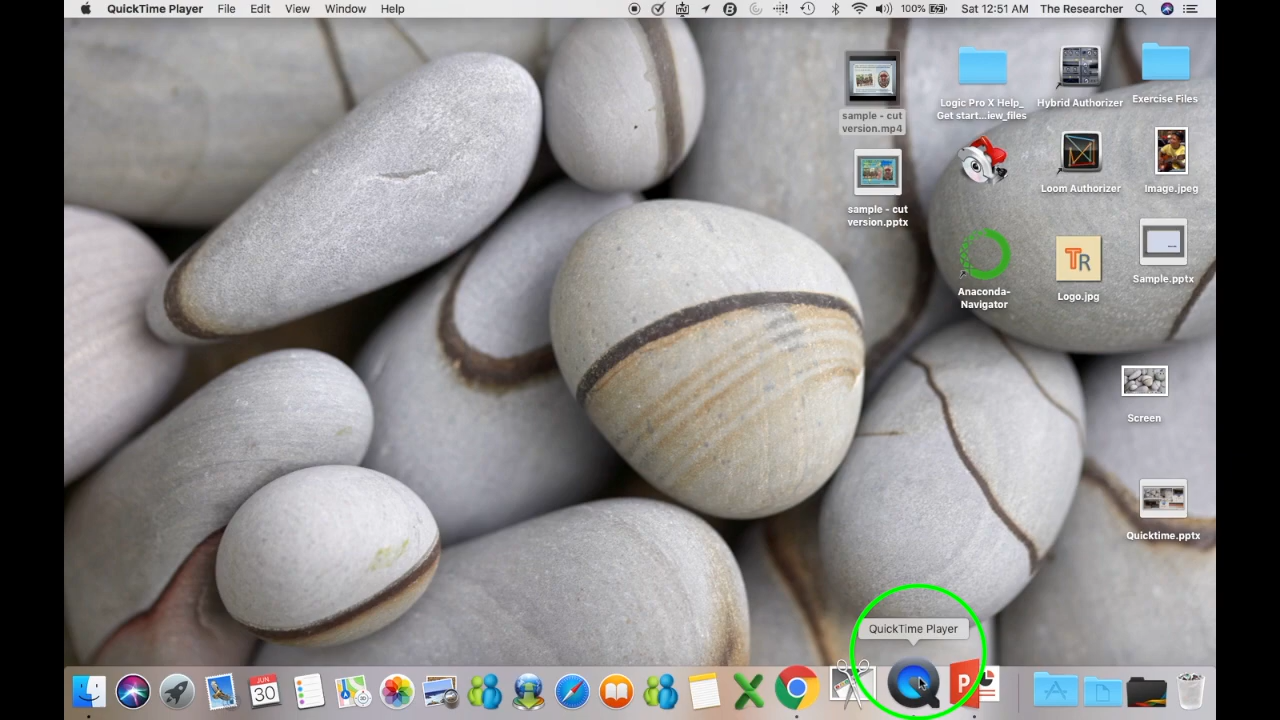 QuickTime Player File Edit View Window Help 100% Sat 12:51 AM The Researcher
sample - cut
version.mp4
Logic Pro X Help_
Get start...iew_files
Hybrid Authorizer
Exercise Files
sample - cut
version.pptx
Loom Authorizer
Image.jpeg
Anaconda-
Navigator
TR
Logo.jpg
Sample.pptx
Screen
Quicktime.pptx
QuickTime Player
JUN
30
P